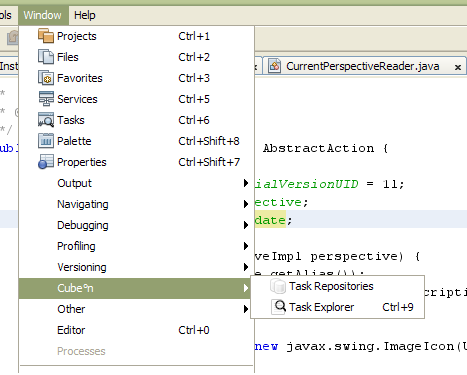 ols Window Help
Projects Ctrl+1
Files Ctrl+2
Favorites Ctrl+3
Services Ctrl+5
Tasks Ctrl+6
Palette Ctrl+Shift+8
Properties Ctrl+Shift+7
Output
Navigating
Debugging
Profiling
Versioning
Cube°n
Other
Editor Ctrl+0
Processes
Task Repositories
Task Explorer Ctrl+9
Inst
CurrentPerspectiveReader.java
*
* @
*/
publ AbstractAction {
ialVersionUID = 1l;
ective;
date;
veImpl perspective) {
e.getAlias());
criptic
new javax.swing.ImageIcon(U